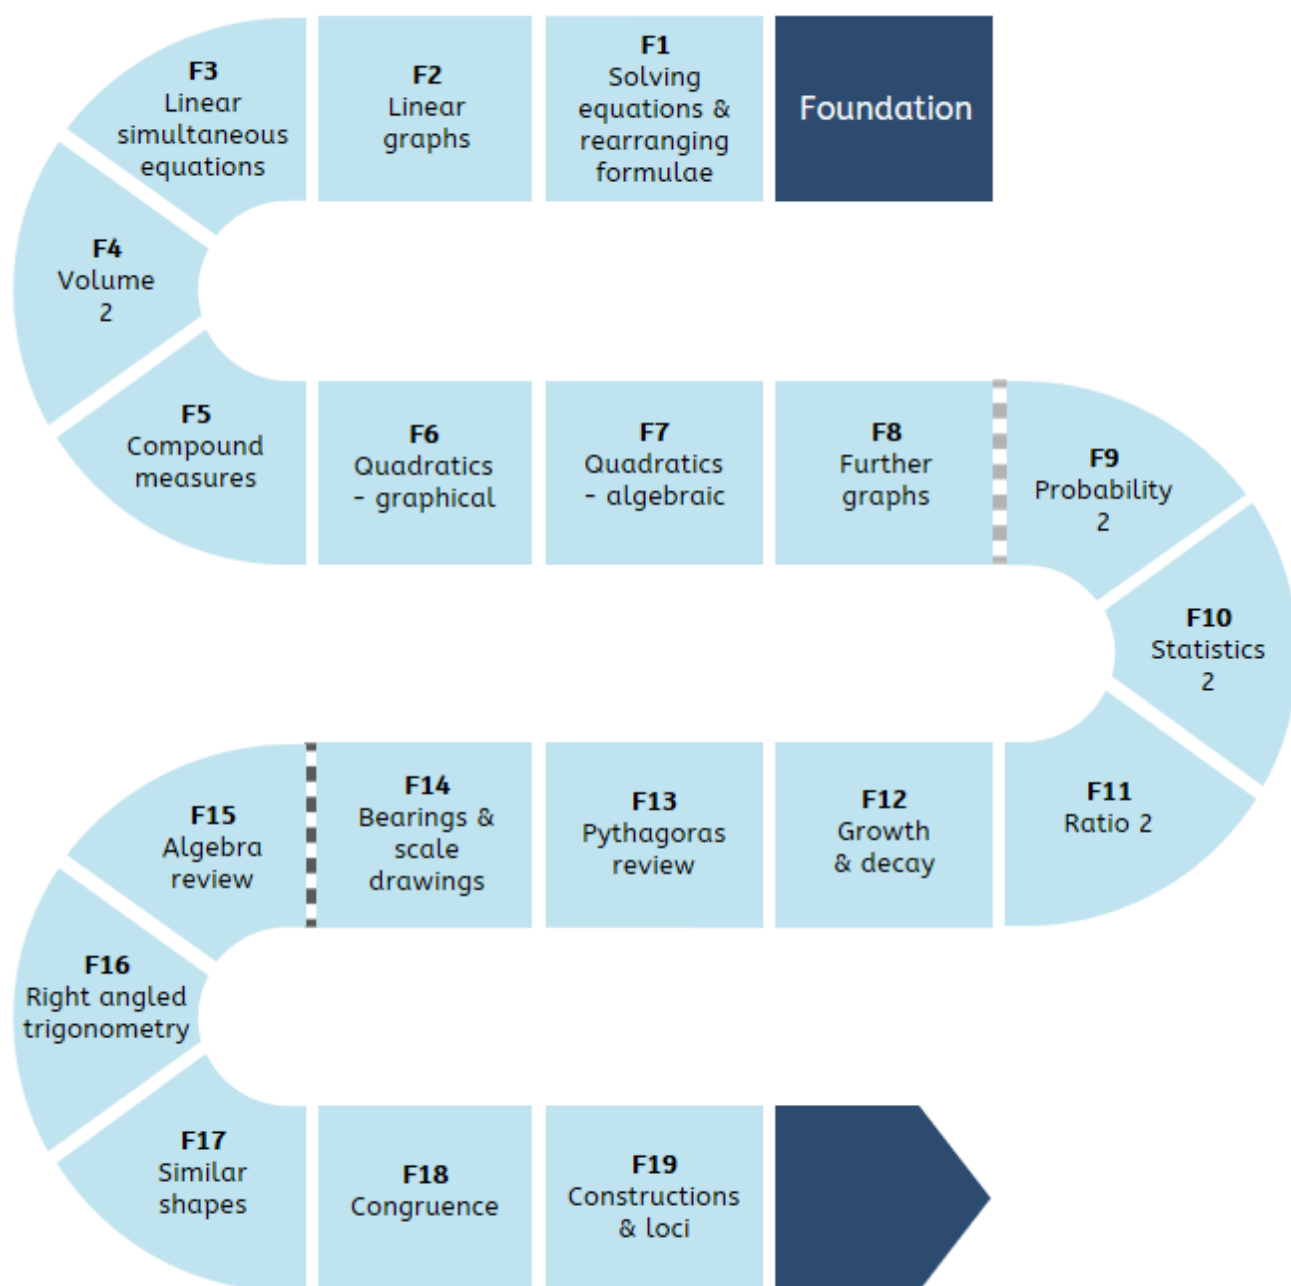 Foundation
F1
Solving
equations &
rearranging
formulae
F2
Linear
graphs
F3
Linear
simultaneous
equations
F4
Volume
2
F5
Compound
measures
F6
Quadratics
- graphical
F7
Quadratics
- algebraic
F8
Further
graphs
F9
Probability
2
F10
Statistics
2
F11
Ratio 2
F12
Growth
& decay
F13
Pythagoras
review
F14
Bearings &
scale
drawings
F15
Algebra
review
F16
Right angled
trigonometry
F17
Similar
shapes
F18
Congruence
F19
Constructions
& loci